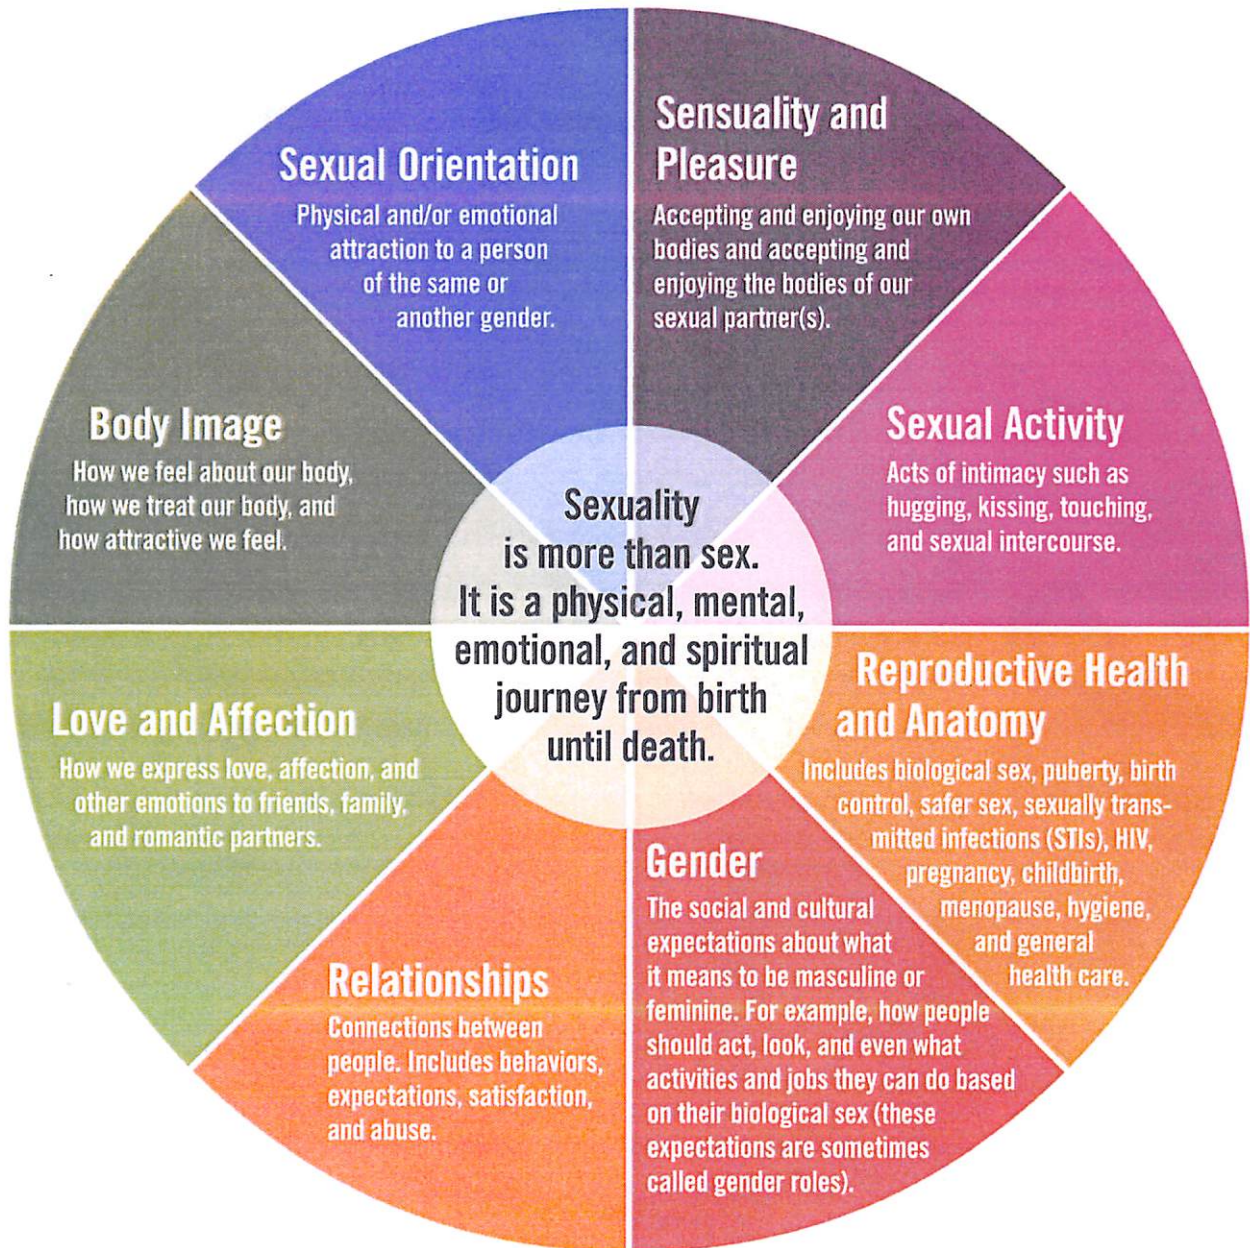 Sexual Orientation
Physical and/or emotional
attraction to a person
of the same or
another gender.
Sensuality and
Pleasure
Accepting and enjoying our own
bodies and accepting and
enjoying the bodies of our
sexual partner(s).
Sexual Activity
Acts of intimacy such as
hugging, kissing, touching,
and sexual intercourse.
Reproductive Health
and Anatomy
Includes biological sex, puberty, birth
control, safer sex, sexually trans-
mitted infections (STIs), HIV,
pregnancy, childbirth,
menopause, hygiene,
and general
health care.
Gender
The social and cultural
expectations about what
it means to be masculine or
feminine. For example, how people
should act, look, and even what
activities and jobs they can do based
on their biological sex (these
expectations are sometimes
called gender roles).
Relationships
Connections between
people. Includes behaviors,
expectations, satisfaction,
and abuse.
Love and Affection
How we express love, affection, and
other emotions to friends, family,
and romantic partners.
Body Image
How we feel about our body,
how we treat our body, and
how attractive we feel.
Sexuality
is more than sex.
It is a physical, mental,
emotional, and spiritual
journey from birth
until death.